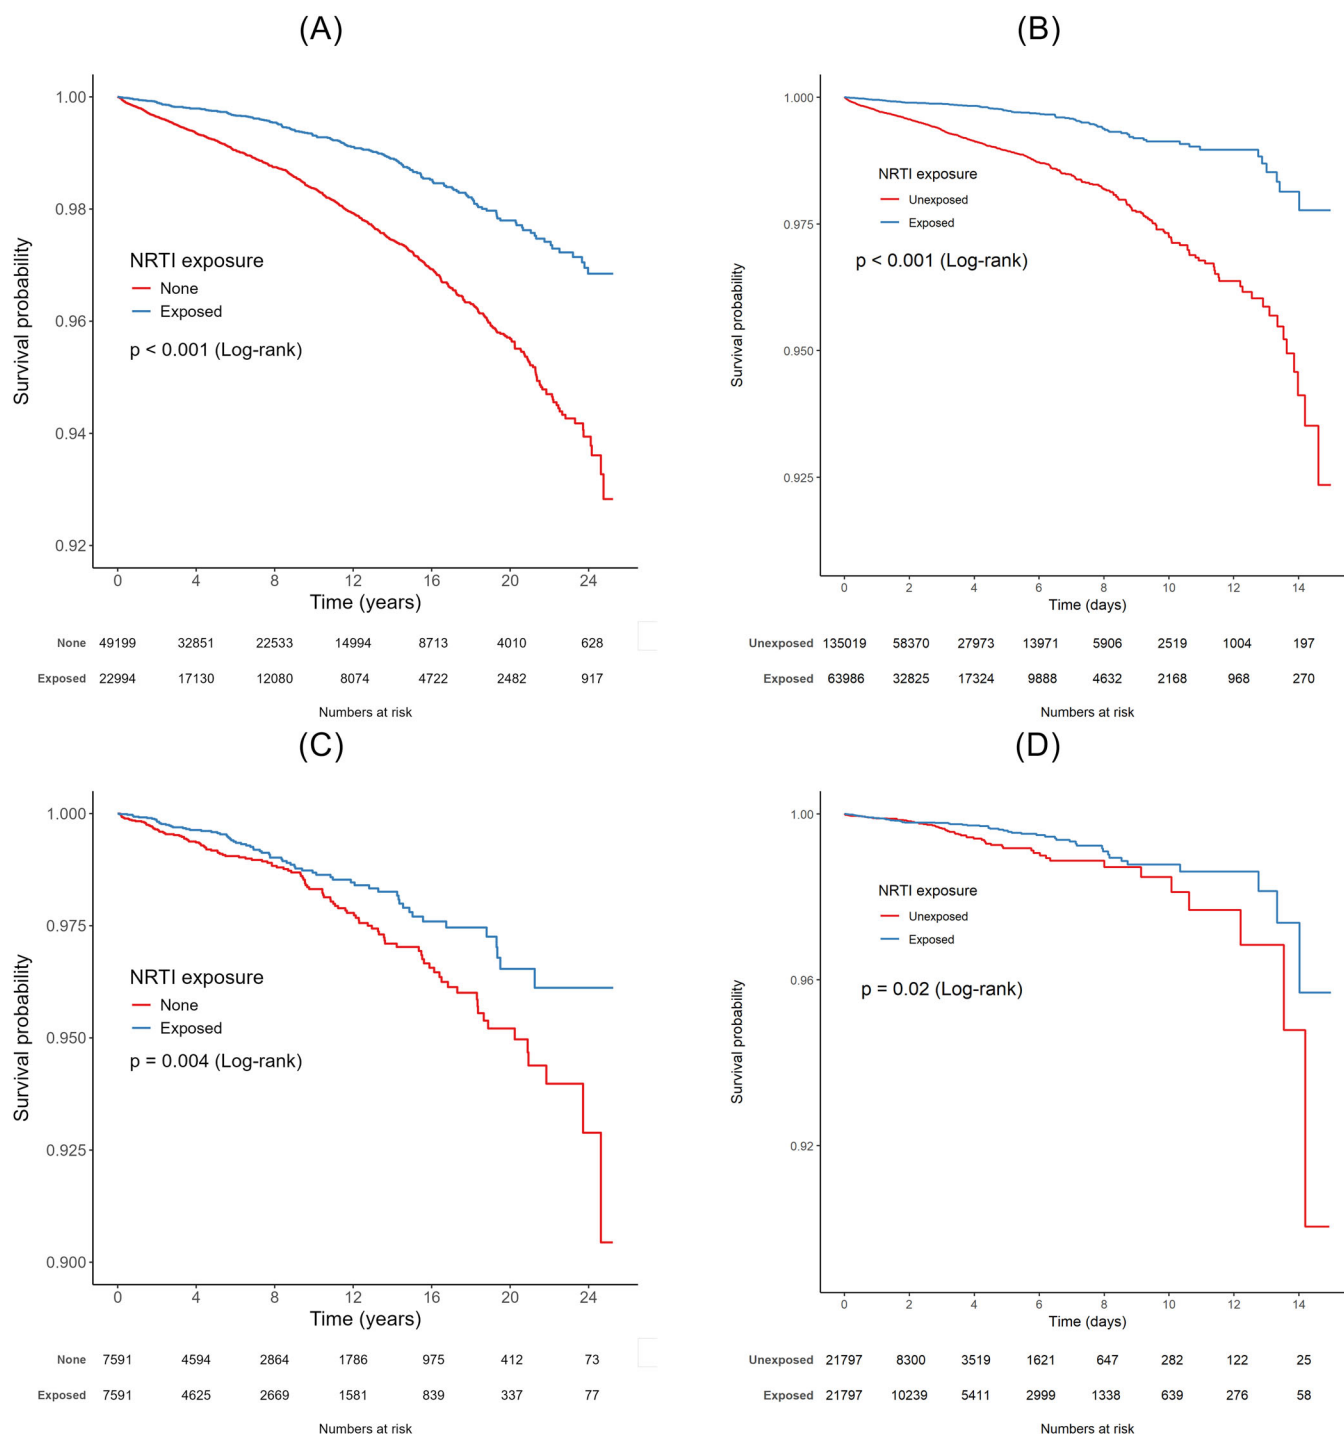 (A)
1.00
0.98
0.96
0.94
0.92
Survival probability
NRTI exposure
None
Exposed
p < 0.001 (Log-rank)
0 4 8 12 16 20 24
Time (years)
None 49199 32851 22533 14994 8713 4010 628
Exposed 22994 17130 12080 8074 4722 2482 917
Numbers at risk
(B)
1.000
0.975
0.950
0.925
Survival probability
NRTI exposure
Unexposed
Exposed
p < 0.001 (Log-rank)
0 2 4 6 8 10 12 14
Time (days)
Unexposed 135019 58370 27973 13971 5906 2519 1004 197
Exposed 63986 32825 17324 9888 4632 2168 968 270
Numbers at risk
(C)
1.000
0.975
0.950
0.925
0.900
Survival probability
NRTI exposure
None
Exposed
p = 0.004 (Log-rank)
0 4 8 12 16 20 24
Time (years)
None 7591 4594 2864 1786 975 412 73
Exposed 7591 4625 2669 1581 839 337 77
Numbers at risk
(D)
1.00
0.96
0.92
Survival probability
NRTI exposure
Unexposed
Exposed
p = 0.02 (Log-rank)
0 2 4 6 8 10 12 14
Time (days)
Unexposed 21797 8300 3519 1621 647 282 122 25
Exposed 21797 10239 5411 2999 1338 639 276 58
Numbers at risk